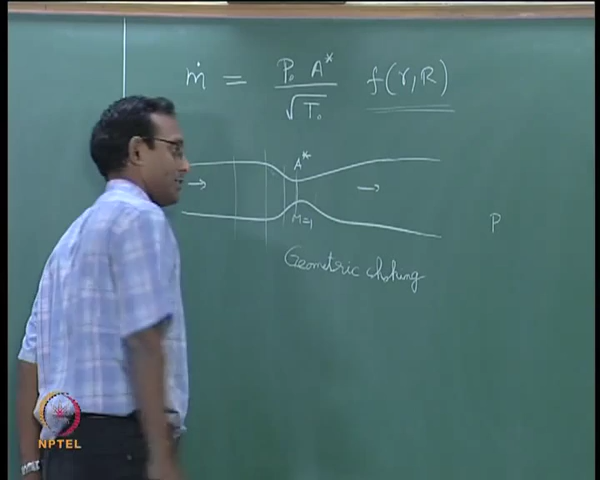 ṁ = P₀ A* / √T₀ f(γ, R)
A*
M=1
P
Geometric choking
NPTEL